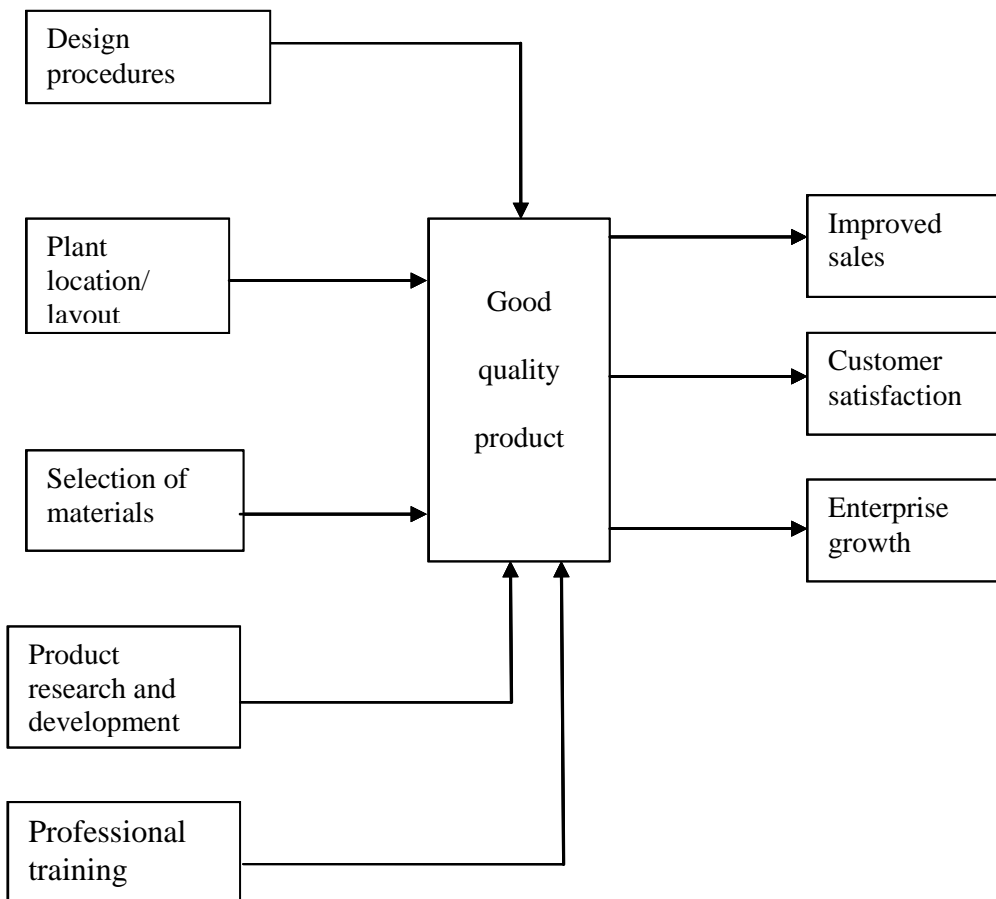 Design
procedures
Plant
location/
layout
Selection of
materials
Product
research and
development
Professional
training
Good
quality
product
Improved
sales
Customer
satisfaction
Enterprise
growth